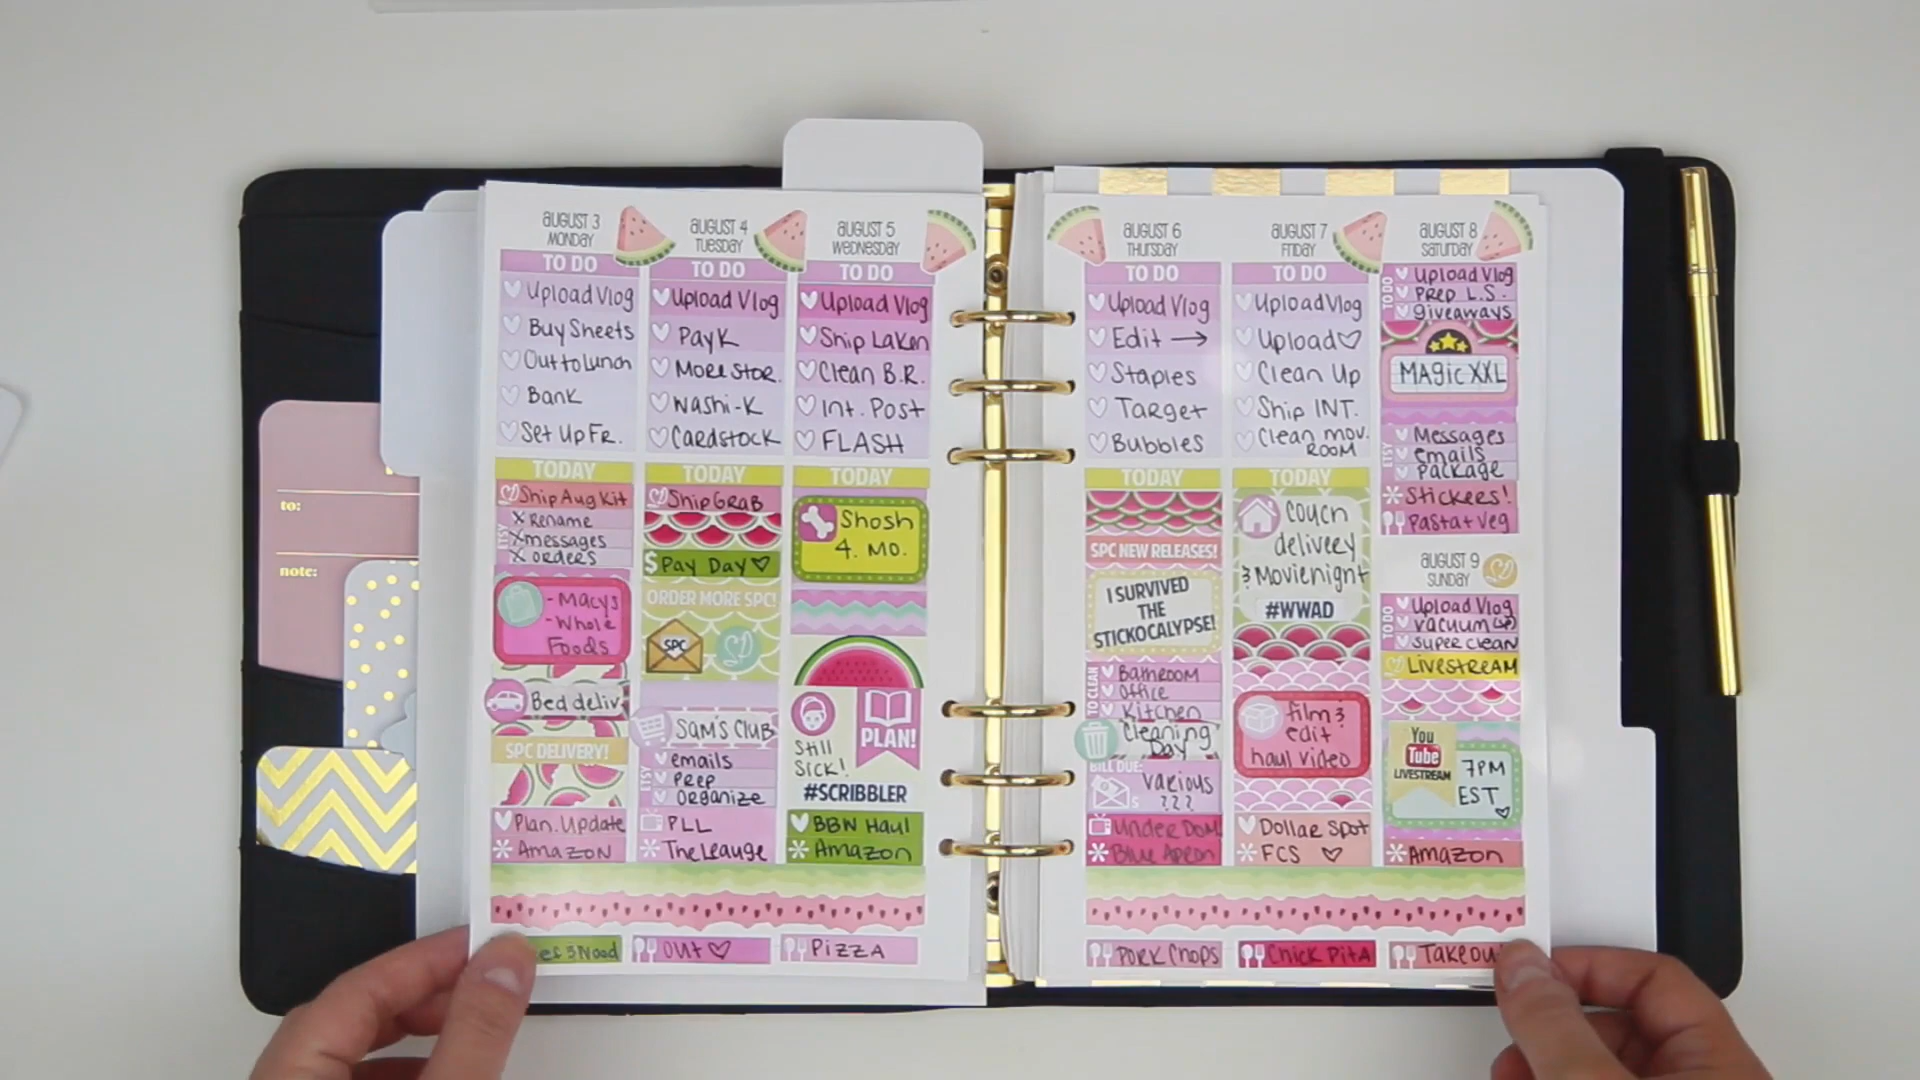 to:
note:
AUGUST 3
MONDAY
TO DO
Upload Vlog
Buy Sheets
Out to lunch
Bank
Set Up Fr.
TODAY
Ship Aug Kit
ETSY
Rename
messages
orders
- Macys
- Whole
Foods
Bed deliv
SPC DELIVERY!
Plan. Update
Amazon
AUGUST 4
TUESDAY
TO DO
Upload Vlog
Pay K
More Stor.
Washi-K
Cardstock
TODAY
Ship Grab
$ Pay Day ♡
ORDER MORE SPC!
SPC
Sam's Club
ETSY
emails
Prep
Organize
PLL
The Leauge
Out ♡
AUGUST 5
WEDNESDAY
TO DO
Upload Vlog
Ship Laken
Clean B.R.
Int. Post
FLASH
TODAY
Shosh
4. Mo.
Still
Sick!
PLAN!
#SCRIBBLER
BBW Haul
Amazon
Pizza
AUGUST 6
THURSDAY
TO DO
Upload Vlog
Edit →
Staples
Target
Bubbles
TODAY
SPC NEW RELEASES!
I SURVIVED
THE
STICKOCALYPSE!
TO CLEAN
Bathroom
Office
Kitchen
Cleaning
Day
BILL DUE:
various
???
Under Dom
Blue Apron
Pork Chops
AUGUST 7
FRIDAY
TO DO
Upload Vlog
Upload ♡
Clean Up
Ship INT.
Clean mov.
ROOM
TODAY
Couch
delivery
& Movie night
#WWAD
film &
edit
haul video
Dollar Spot
FCS ♡
Chick Pita
AUGUST 8
SATURDAY
TO DO
Upload Vlog
Prep L.S.
giveaways
MAGIC XXL
ETSY
Messages
emails
package
Stickers!
Pasta + Veg
AUGUST 9
SUNDAY
TO DO
Upload Vlog
vacuum
super clean
Livestream
You
Tube
LIVESTREAM
7PM
EST
Amazon